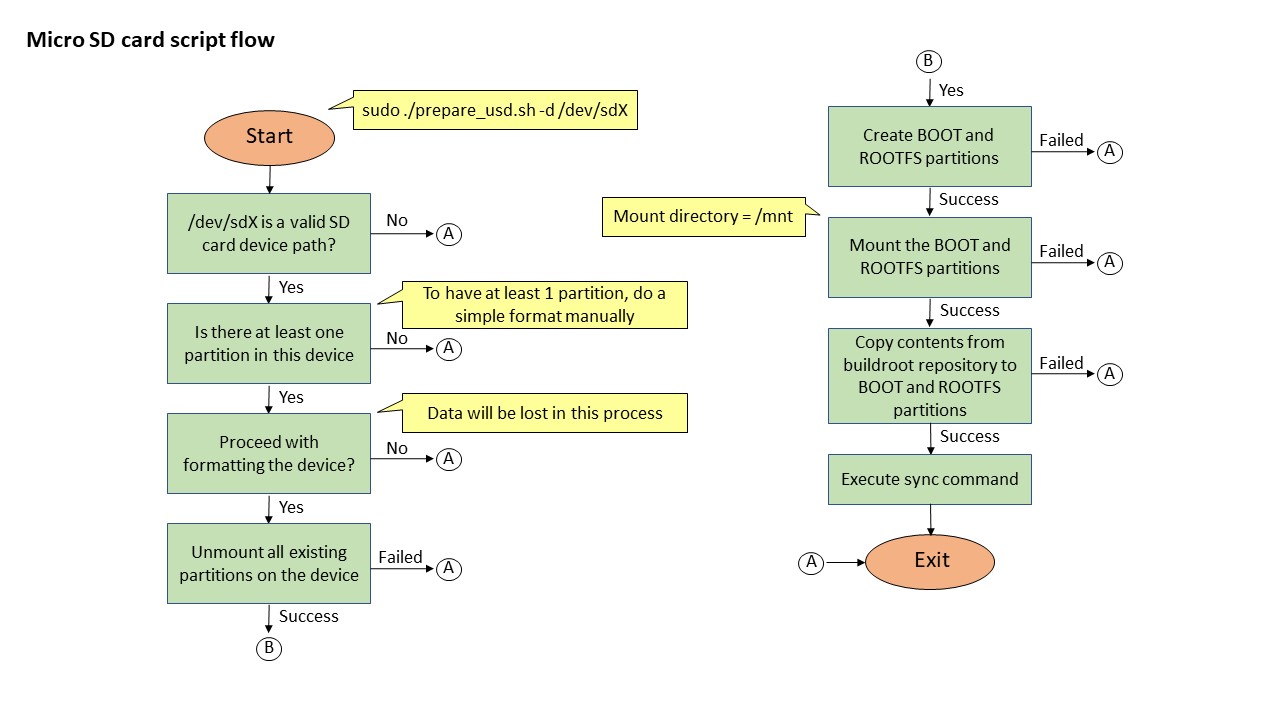 Micro SD card script flow
sudo ./prepare_usd.sh -d /dev/sdX
Start
/dev/sdX is a valid SD
card device path?
No
A
Yes
To have at least 1 partition, do a
simple format manually
Is there at least one
partition in this device
No
A
Yes
Data will be lost in this process
Proceed with
formatting the device?
No
A
Yes
Unmount all existing
partitions on the device
Failed
A
Success
B
B
Yes
Create BOOT and
ROOTFS partitions
Failed
A
Success
Mount directory = /mnt
Mount the BOOT and
ROOTFS partitions
Failed
A
Success
Copy contents from
buildroot repository to
BOOT and ROOTFS
partitions
Failed
A
Success
Execute sync command
A
Exit